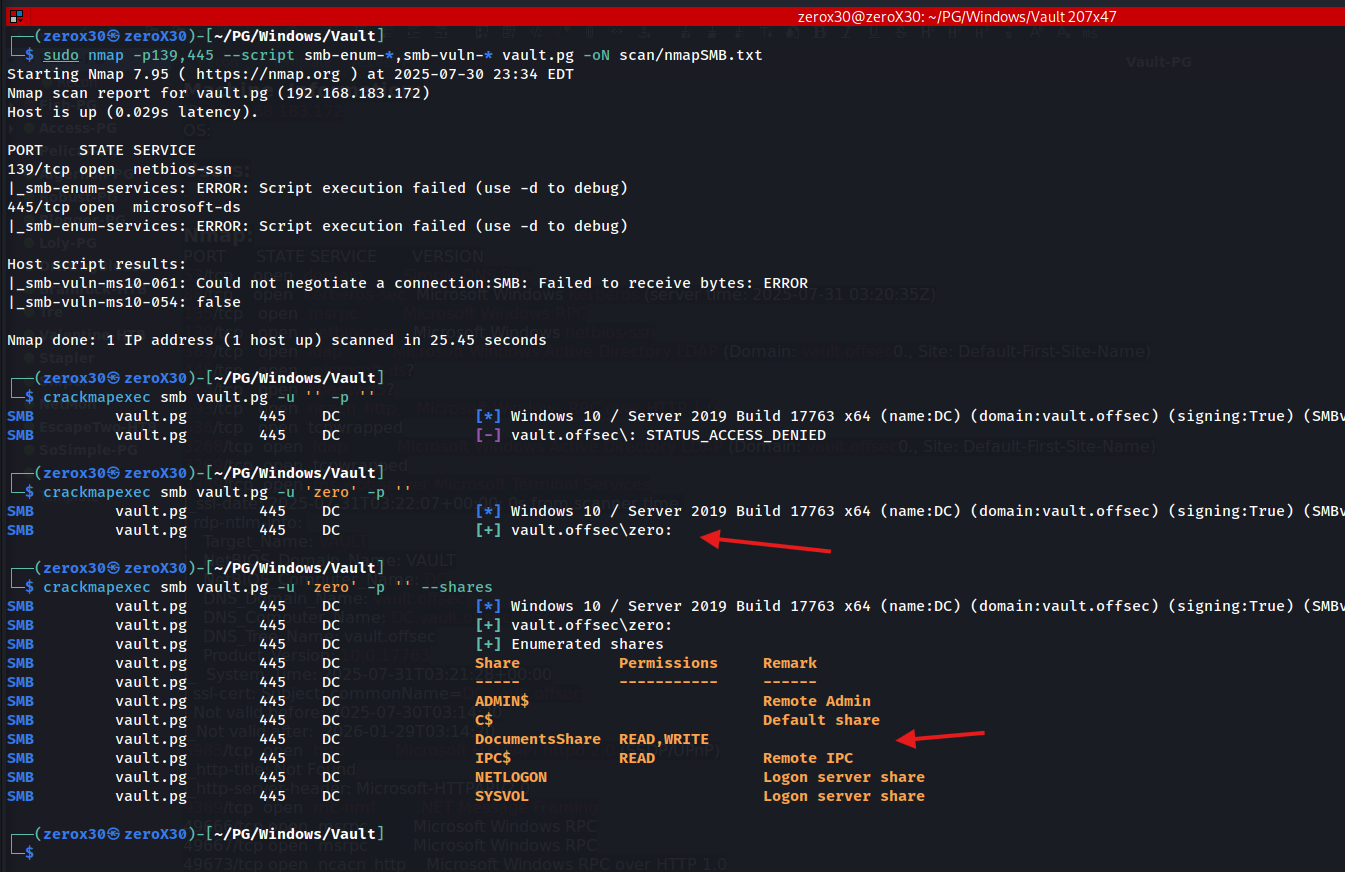 zerox30@zeroX30: ~/PG/Windows/Vault 207x47
┌──(zerox30㉿zeroX30)-[~/PG/Windows/Vault]
└─$ sudo nmap -p139,445 --script smb-enum-*,smb-vuln-* vault.pg -oN scan/nmapSMB.txt
Starting Nmap 7.95 ( https://nmap.org ) at 2025-07-30 23:34 EDT
Nmap scan report for vault.pg (192.168.183.172)
Host is up (0.029s latency).
PORT    STATE SERVICE
139/tcp open  netbios-ssn
|_smb-enum-services: ERROR: Script execution failed (use -d to debug)
445/tcp open  microsoft-ds
|_smb-enum-services: ERROR: Script execution failed (use -d to debug)
Host script results:
|_smb-vuln-ms10-061: Could not negotiate a connection:SMB: Failed to receive bytes: ERROR
|_smb-vuln-ms10-054: false
Nmap done: 1 IP address (1 host up) scanned in 25.45 seconds
┌──(zerox30㉿zeroX30)-[~/PG/Windows/Vault]
└─$ crackmapexec smb vault.pg -u '' -p ''
SMB         vault.pg        445    DC               [*] Windows 10 / Server 2019 Build 17763 x64 (name:DC) (domain:vault.offsec) (signing:True) (SMBv
SMB         vault.pg        445    DC               [-] vault.offsec\: STATUS_ACCESS_DENIED
┌──(zerox30㉿zeroX30)-[~/PG/Windows/Vault]
└─$ crackmapexec smb vault.pg -u 'zero' -p ''
SMB         vault.pg        445    DC               [*] Windows 10 / Server 2019 Build 17763 x64 (name:DC) (domain:vault.offsec) (signing:True) (SMBv
SMB         vault.pg        445    DC               [+] vault.offsec\zero:
┌──(zerox30㉿zeroX30)-[~/PG/Windows/Vault]
└─$ crackmapexec smb vault.pg -u 'zero' -p '' --shares
SMB         vault.pg        445    DC               [*] Windows 10 / Server 2019 Build 17763 x64 (name:DC) (domain:vault.offsec) (signing:True) (SMBv
SMB         vault.pg        445    DC               [+] vault.offsec\zero:
SMB         vault.pg        445    DC               [+] Enumerated shares
SMB         vault.pg        445    DC               Share           Permissions     Remark
SMB         vault.pg        445    DC               -----           -----------     ------
SMB         vault.pg        445    DC               ADMIN$                          Remote Admin
SMB         vault.pg        445    DC               C$                              Default share
SMB         vault.pg        445    DC               DocumentsShare  READ,WRITE
SMB         vault.pg        445    DC               IPC$            READ            Remote IPC
SMB         vault.pg        445    DC               NETLOGON                        Logon server share
SMB         vault.pg        445    DC               SYSVOL                          Logon server share
┌──(zerox30㉿zeroX30)-[~/PG/Windows/Vault]
└─$